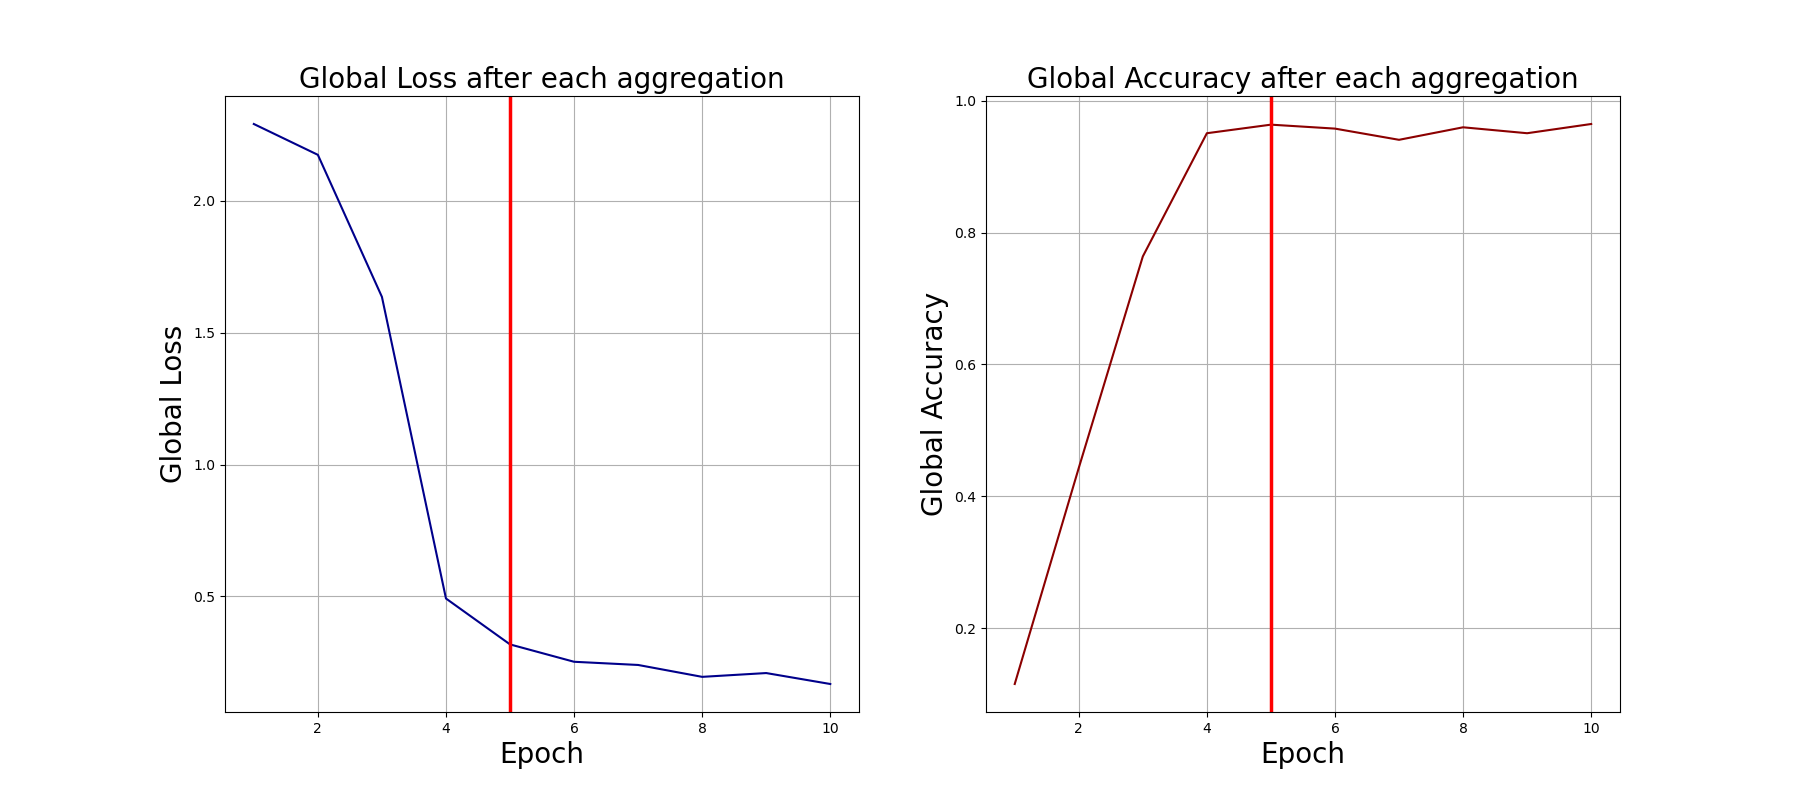 Global Loss after each aggregation
2.0
1.5
1.0
0.5
Global Loss
2 4 6 8 10
Epoch
Global Accuracy after each aggregation
1.0
0.8
0.6
0.4
0.2
Global Accuracy
2 4 6 8 10
Epoch